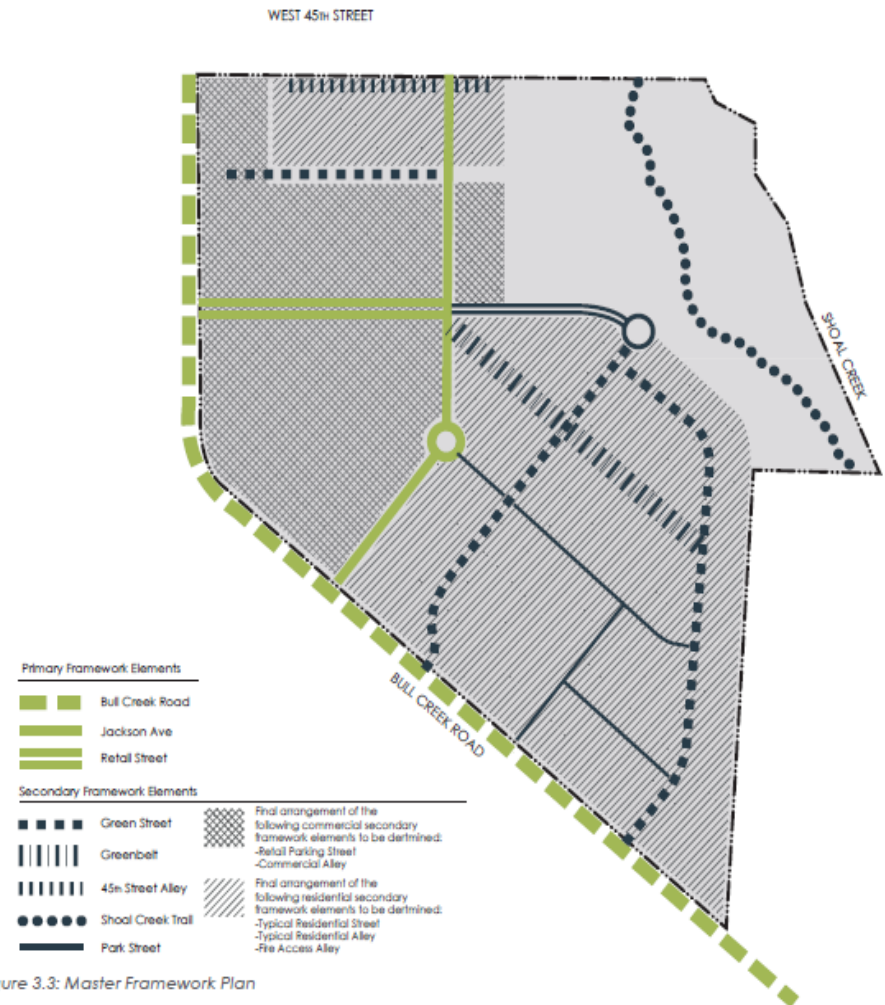 WEST 45TH STREET
SHOAL CREEK
BULL CREEK ROAD
Primary Framework Elements
Bull Creek Road
Jackson Ave
Retail Street
Secondary Framework Elements
Green Street
Greenbelt
45th Street Alley
Shoal Creek Trail
Park Street
Final arrangement of the
following commercial secondary
framework elements to be dertmined:
-Retail Parking Street
-Commercial Alley
Final arrangement of the
following residential secondary
framework elements to be dertmined:
-Typical Residential Street
-Typical Residential Alley
-Fire Access Alley
ure 3.3: Master Framework Plan